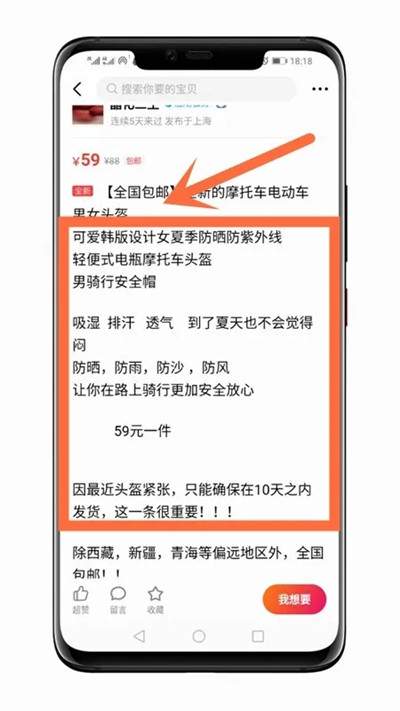 18:18
搜索你要的宝贝
连续5天来过 发布于上海
¥59 ¥88 包邮
全新 【全国包邮】全新的摩托车电动车
男女头盔
可爱韩版设计女夏季防晒防紫外线
轻便式电瓶摩托车头盔
男骑行安全帽
吸湿 排汗 透气 到了夏天也不会觉得
闷
防晒，防雨，防沙，防风
让你在路上骑行更加安全放心
59元一件
因最近头盔紧张，只能确保在10天之内
发货，这一条很重要！！！
除西藏，新疆，青海等偏远地区外，全国
包邮！！
超赞 留言 收藏 我想要